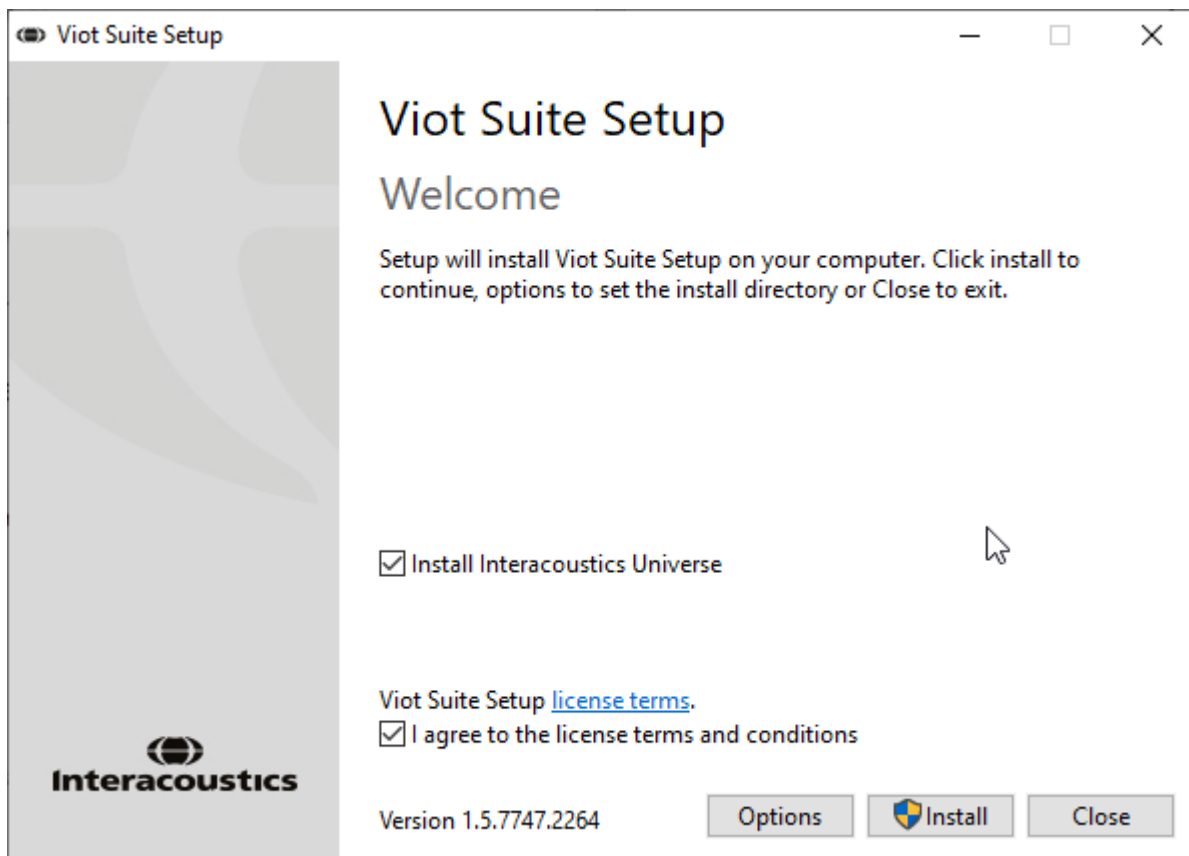 Viot Suite Setup
Viot Suite Setup
Welcome
Setup will install Viot Suite Setup on your computer. Click install to
continue, options to set the install directory or Close to exit.
Install Interacoustics Universe
Viot Suite Setup license terms.
I agree to the license terms and conditions
Interacoustics
Version 1.5.7747.2264
Options
Install
Close